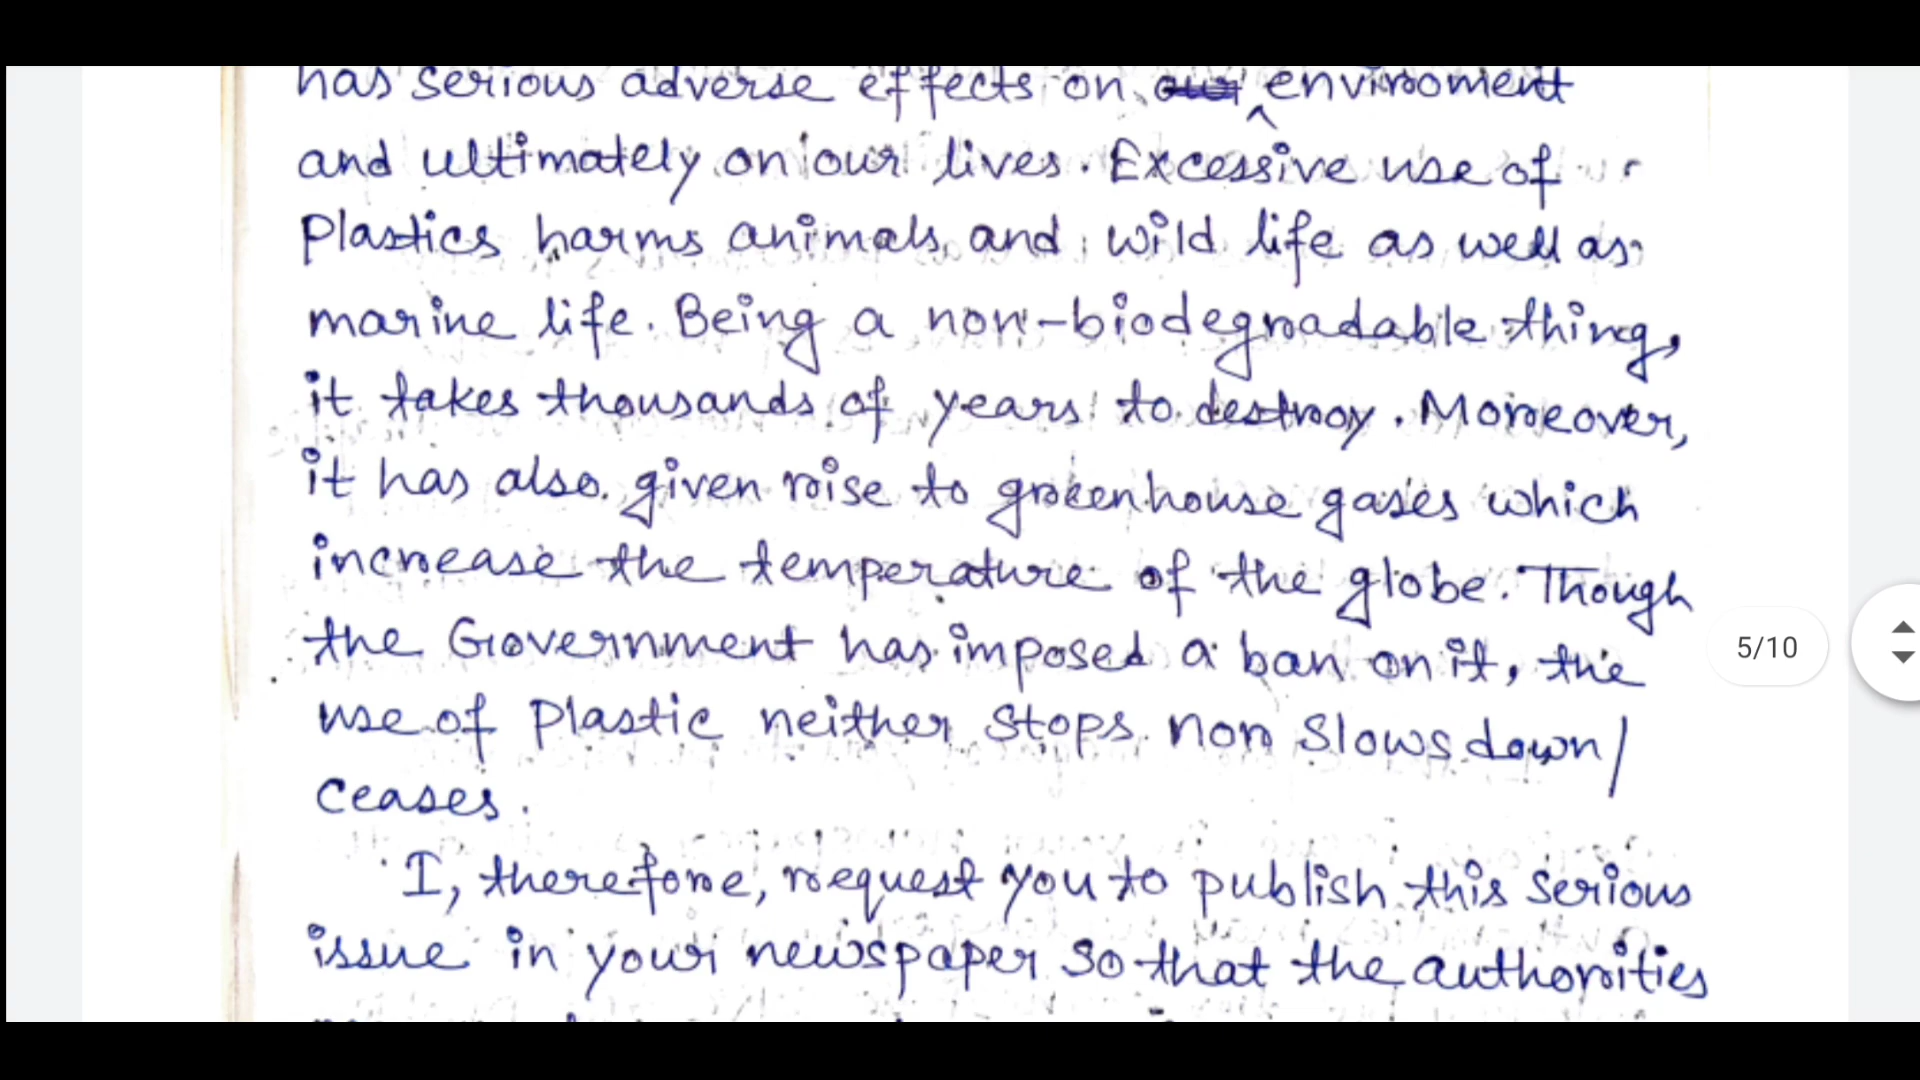 has serious adverse effects on enviroment
and ultimately on our lives. Excessive use of
Plastics harms animals, and wild life as well as
marine life. Being a non-biodegradable thing,
it takes thousands of years to destroy. Moreover,
it has also given rise to greenhouse gases which
increase the temperature of the globe. Though
the Government has imposed a ban on it, the
use of Plastic neither Stops nor Slows down/
Ceases.
I, therefore, request you to publish this Serious
issue in your newspaper So that the authorities
5/10